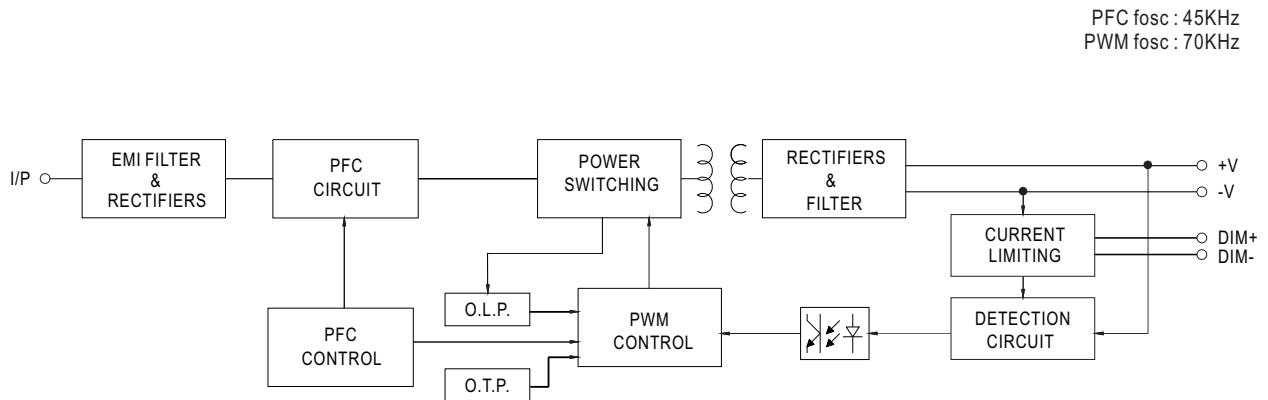 PFC fosc : 45KHz
PWM fosc : 70KHz
I/P
EMI FILTER
&
RECTIFIERS
PFC
CIRCUIT
POWER
SWITCHING
RECTIFIERS
&
FILTER
+V
-V
CURRENT
LIMITING
DIM+
DIM-
O.L.P.
PFC
CONTROL
PWM
CONTROL
DETECTION
CIRCUIT
O.T.P.